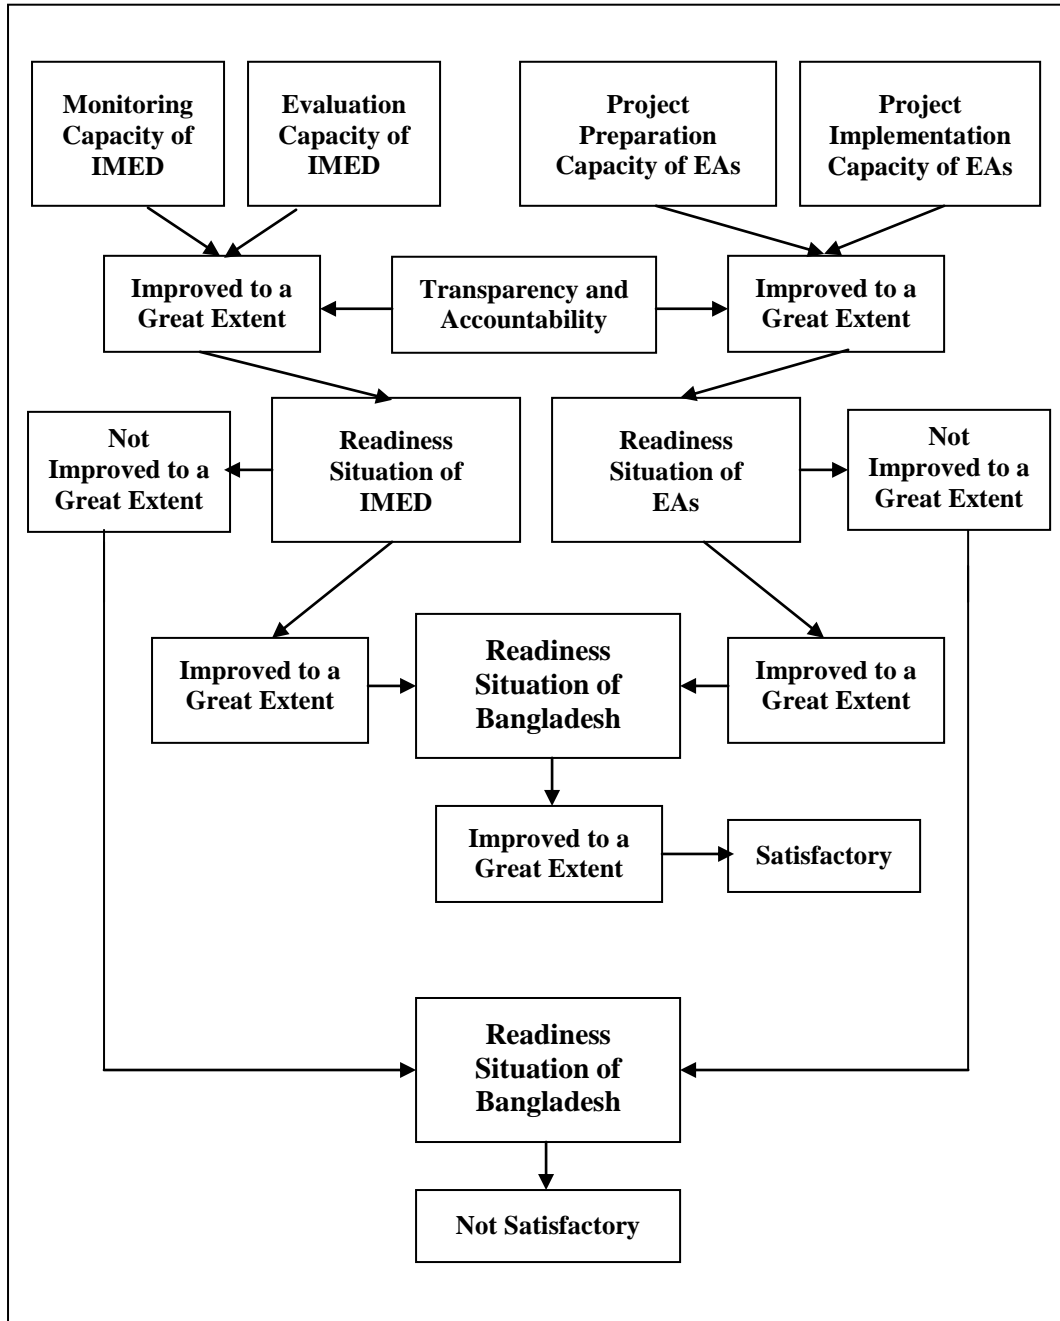 Monitoring
Capacity of
IMED
Evaluation
Capacity of
IMED
Project
Preparation
Capacity of EAs
Project
Implementation
Capacity of EAs
Improved to a
Great Extent
Transparency and
Accountability
Improved to a
Great Extent
Not
Improved to a
Great Extent
Readiness
Situation of
IMED
Readiness
Situation of
EAs
Not
Improved to a
Great Extent
Improved to a
Great Extent
Readiness
Situation of
Bangladesh
Improved to a
Great Extent
Improved to a
Great Extent
Satisfactory
Readiness
Situation of
Bangladesh
Not Satisfactory